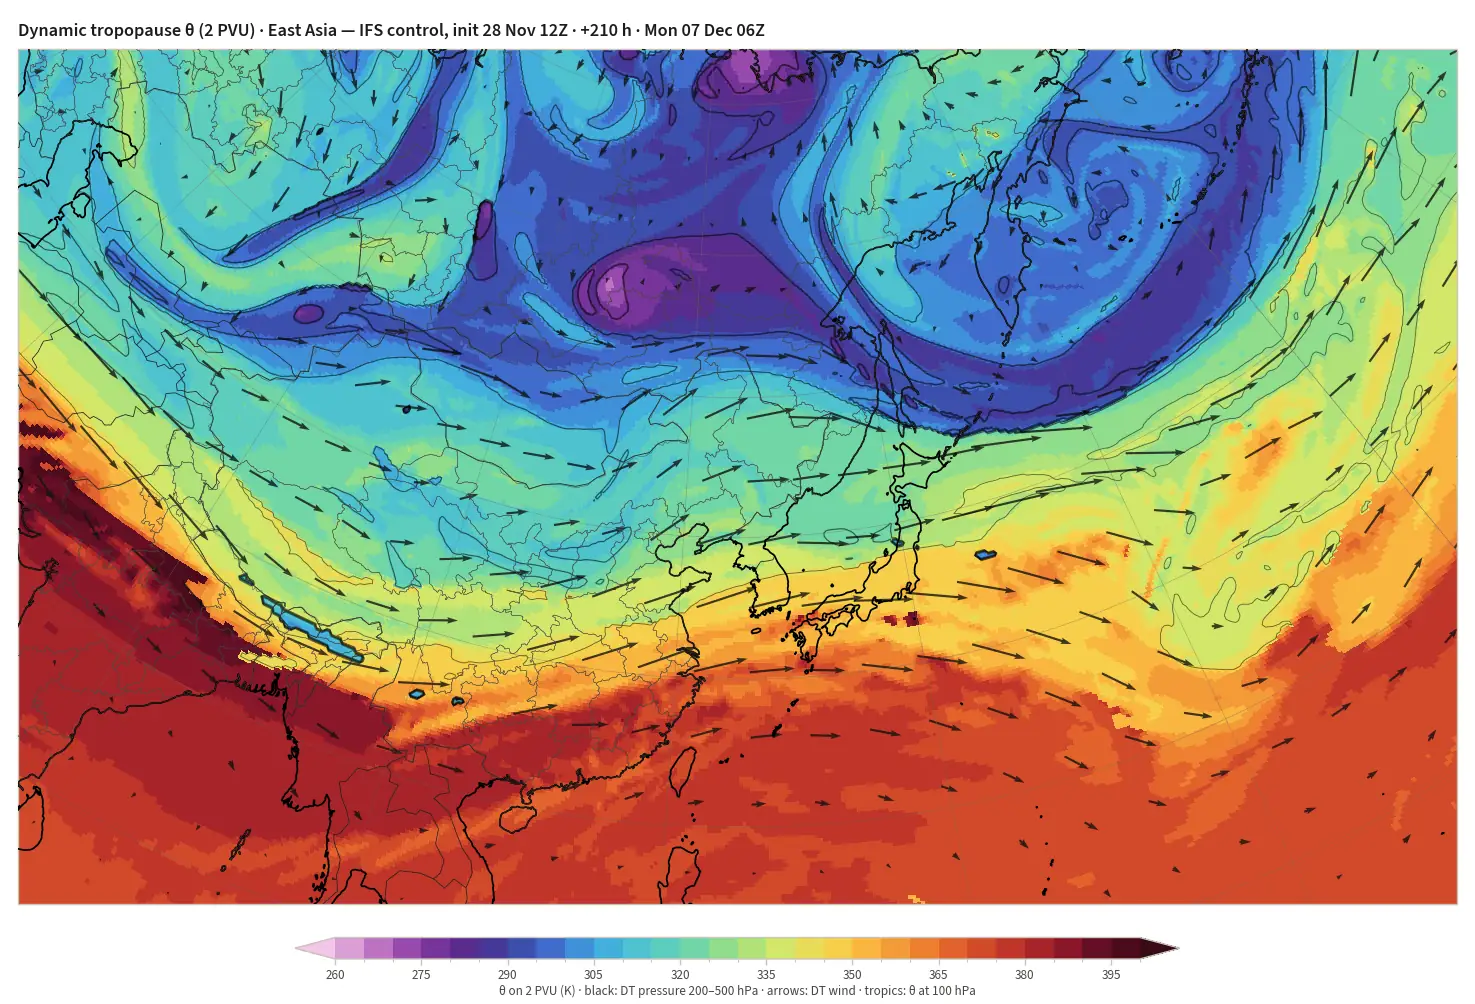 Dynamic tropopause θ (2 PVU) · East Asia — IFS control, init 28 Nov 12Z · +210 h · Mon 07 Dec 06Z
260 275 290 305 320 335 350 365 380 395
θ on 2 PVU (K) · black: DT pressure 200–500 hPa · arrows: DT wind · tropics: θ at 100 hPa